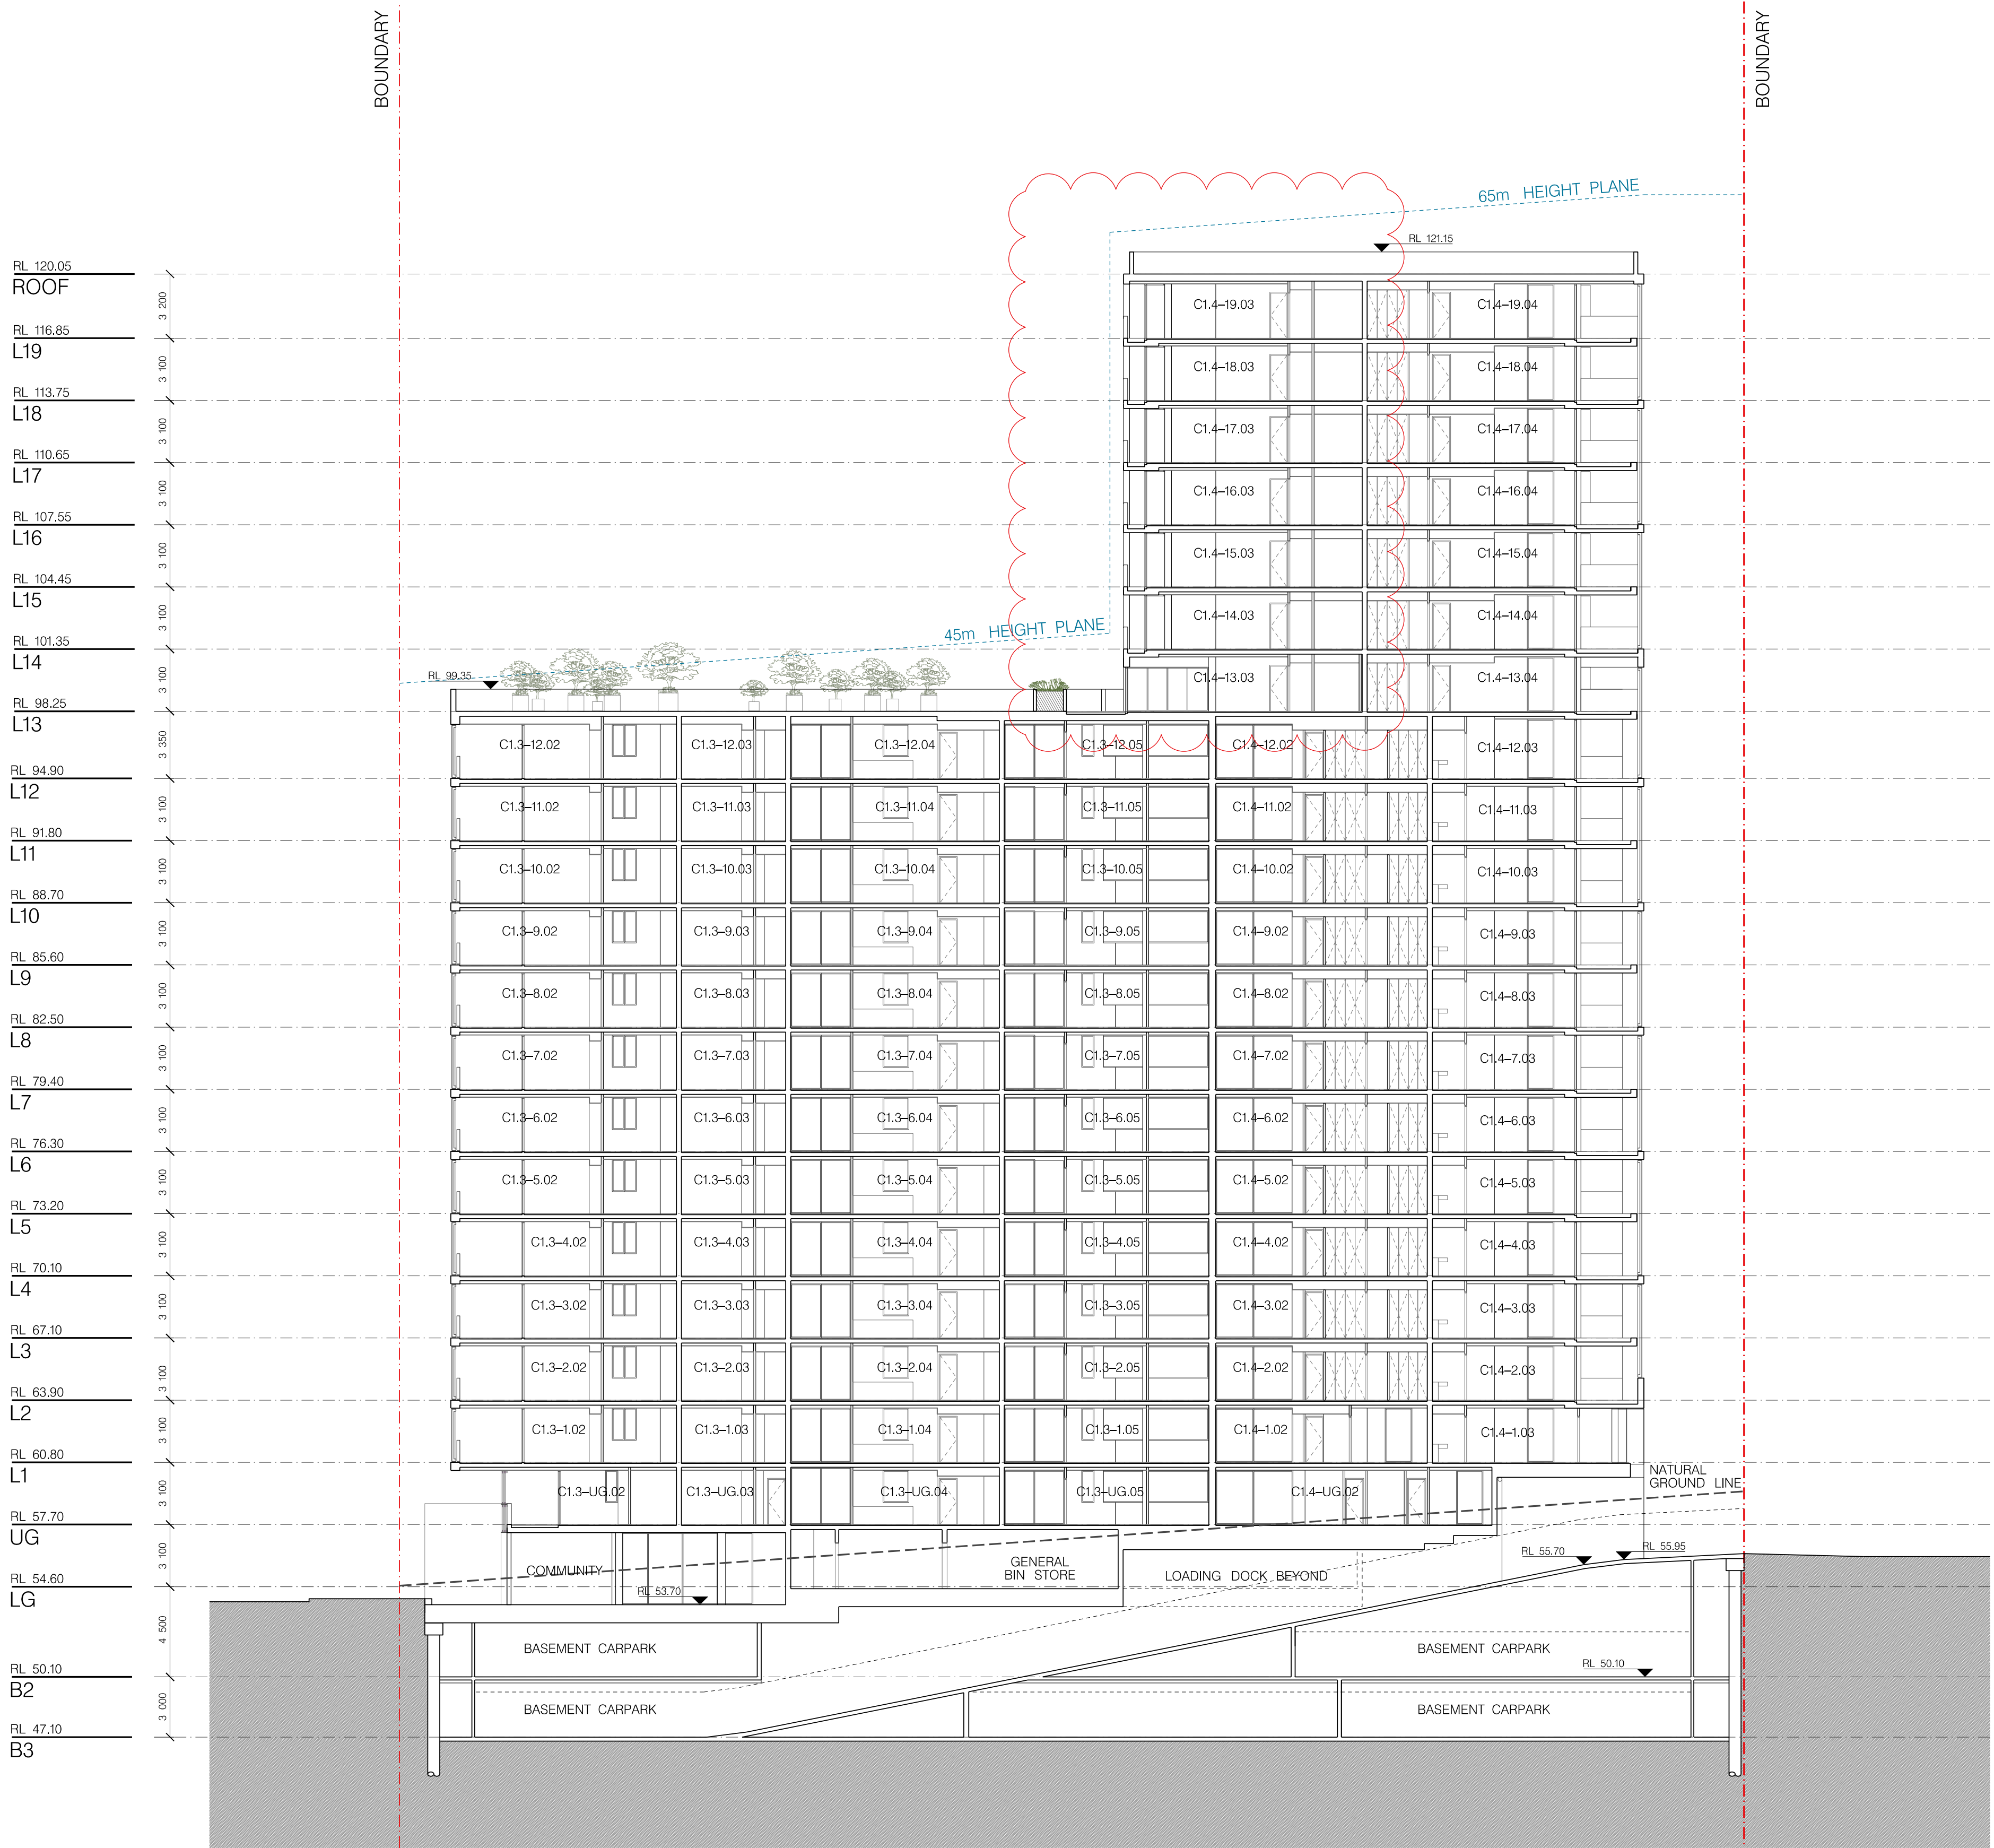 BOUNDARY
BOUNDARY
65m HEIGHT PLANE
RL 121.15
RL 120.05
ROOF
3 200
C1.4–19.03
C1.4–19.04
RL 116.85
L19
3 100
C1.4–18.03
C1.4–18.04
RL 113.75
L18
3 100
C1.4–17.03
C1.4–17.04
RL 110.65
L17
3 100
C1.4–16.03
C1.4–16.04
RL 107.55
L16
3 100
C1.4–15.03
C1.4–15.04
RL 104.45
L15
3 100
C1.4–14.03
C1.4–14.04
45m HEIGHT PLANE
RL 101.35
L14
3 100
RL 99.35
C1.4–13.03
C1.4–13.04
RL 98.25
L13
3 350
C1.3–12.02
C1.3–12.03
C1.3–12.04
C1.3–12.05
C1.4–12.02
C1.4–12.03
RL 94.90
L12
3 100
C1.3–11.02
C1.3–11.03
C1.3–11.04
C1.3–11.05
C1.4–11.02
C1.4–11.03
RL 91.80
L11
3 100
C1.3–10.02
C1.3–10.03
C1.3–10.04
C1.3–10.05
C1.4–10.02
C1.4–10.03
RL 88.70
L10
3 100
C1.3–9.02
C1.3–9.03
C1.3–9.04
C1.3–9.05
C1.4–9.02
C1.4–9.03
RL 85.60
L9
3 100
C1.3–8.02
C1.3–8.03
C1.3–8.04
C1.3–8.05
C1.4–8.02
C1.4–8.03
RL 82.50
L8
3 100
C1.3–7.02
C1.3–7.03
C1.3–7.04
C1.3–7.05
C1.4–7.02
C1.4–7.03
RL 79.40
L7
3 100
C1.3–6.02
C1.3–6.03
C1.3–6.04
C1.3–6.05
C1.4–6.02
C1.4–6.03
RL 76.30
L6
3 100
C1.3–5.02
C1.3–5.03
C1.3–5.04
C1.3–5.05
C1.4–5.02
C1.4–5.03
RL 73.20
L5
3 100
C1.3–4.02
C1.3–4.03
C1.3–4.04
C1.3–4.05
C1.4–4.02
C1.4–4.03
RL 70.10
L4
3 100
C1.3–3.02
C1.3–3.03
C1.3–3.04
C1.3–3.05
C1.4–3.02
C1.4–3.03
RL 67.10
L3
3 100
C1.3–2.02
C1.3–2.03
C1.3–2.04
C1.3–2.05
C1.4–2.02
C1.4–2.03
RL 63.90
L2
3 100
C1.3–1.02
C1.3–1.03
C1.3–1.04
C1.3–1.05
C1.4–1.02
C1.4–1.03
RL 60.80
L1
3 100
C1.3–UG.02
C1.3–UG.03
C1.3–UG.04
C1.3–UG.05
C1.4–UG.02
NATURAL
GROUND LINE
RL 57.70
UG
3 100
COMMUNITY
GENERAL
BIN STORE
LOADING DOCK BEYOND
RL 55.70
RL 55.95
RL 54.60
LG
RL 53.70
4 500
BASEMENT CARPARK
BASEMENT CARPARK
RL 50.10
RL 50.10
B2
3 000
BASEMENT CARPARK
BASEMENT CARPARK
RL 47.10
B3